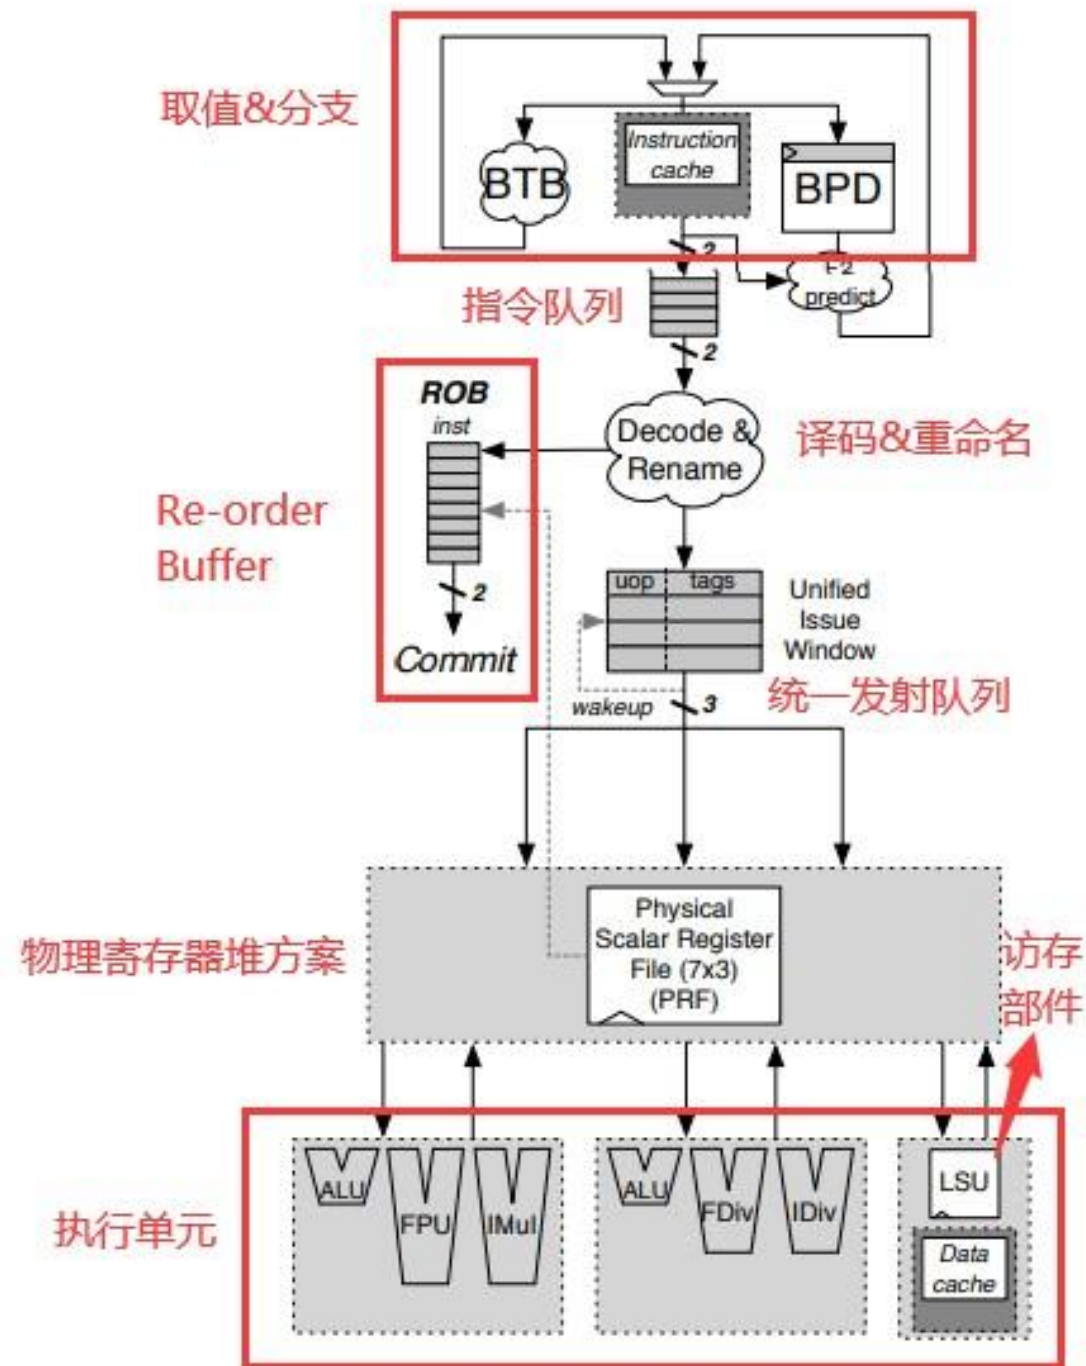 取值&分支
Instruction
cache
BTB
BPD
2
F2
predict
指令队列
2
ROB
inst
Decode &
Rename
译码&重命名
Re-order
Buffer
2
Commit
uop
tags
Unified
Issue
Window
统一发射队列
wakeup
3
物理寄存器堆方案
Physical
Scalar Register
File (7x3)
(PRF)
访存
部件
执行单元
ALU
FPU
IMul
ALU
FDiv
IDiv
LSU
Data
cache